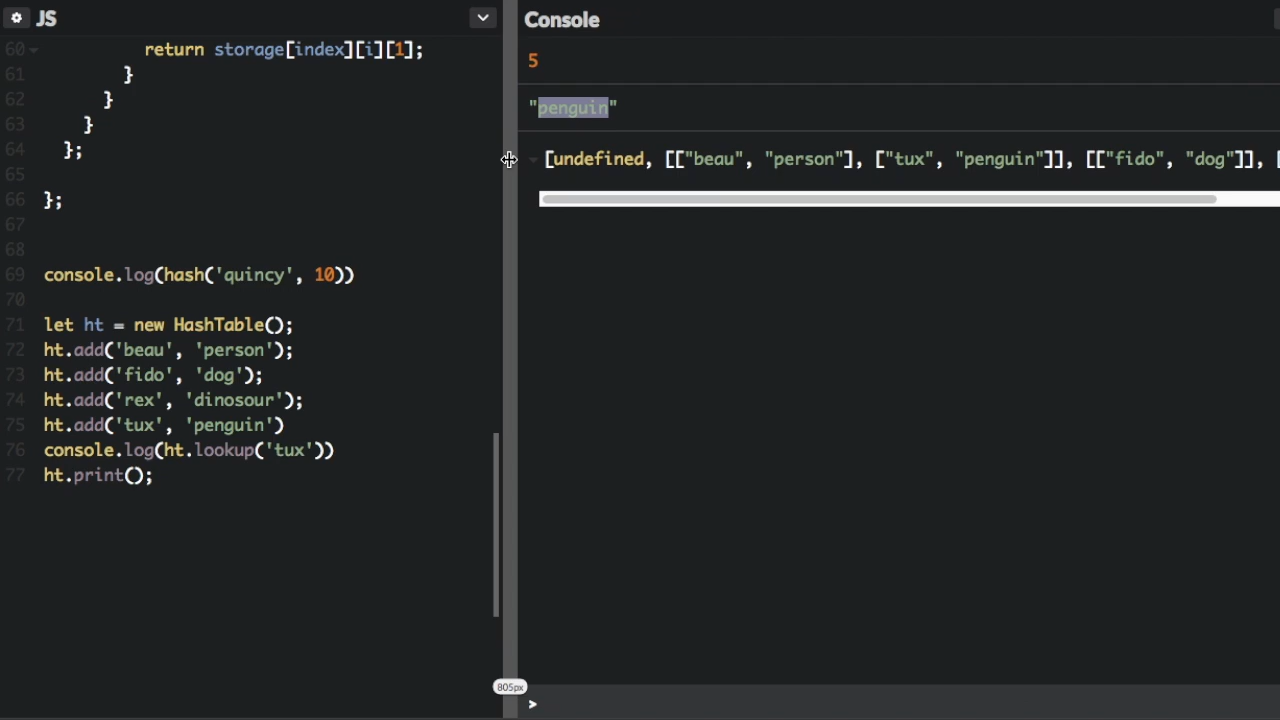 JS
60 return storage[index][i][1];
61 }
62 }
63 }
64 };
65
66 };
67
68
69 console.log(hash('quincy', 10))
70
71 let ht = new HashTable();
72 ht.add('beau', 'person');
73 ht.add('fido', 'dog');
74 ht.add('rex', 'dinosour');
75 ht.add('tux', 'penguin')
76 console.log(ht.lookup('tux'))
77 ht.print();
Console
5
"penguin"
[undefined, [["beau", "person"], ["tux", "penguin"]], [["fido", "dog"]], [
805px
>